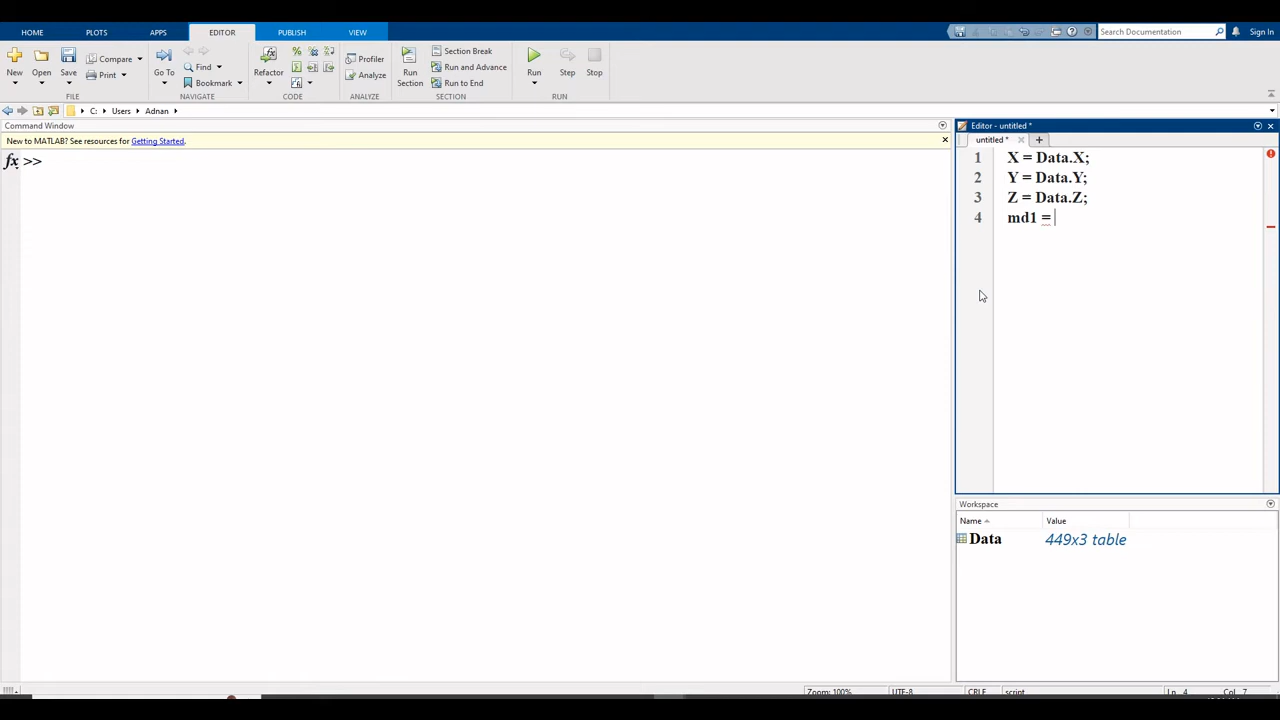 HOME PLOTS APPS EDITOR PUBLISH VIEW Search Documentation Sign In
New Open Save Compare Print Go To Find Bookmark Refactor Profiler Analyze Run Section Section Break Run and Advance Run to End Run Step Stop
FILE NAVIGATE CODE ANALYZE SECTION RUN
C: Users Adnan
Command Window
New to MATLAB? See resources for Getting Started.
fx >>
Editor - untitled *
untitled * +
1 X = Data.X;
2 Y = Data.Y;
3 Z = Data.Z;
4 md1 =
Workspace
Name Value
Data 449x3 table
Zoom: 100% UTF-8 CRLF script Ln 4 Col 7